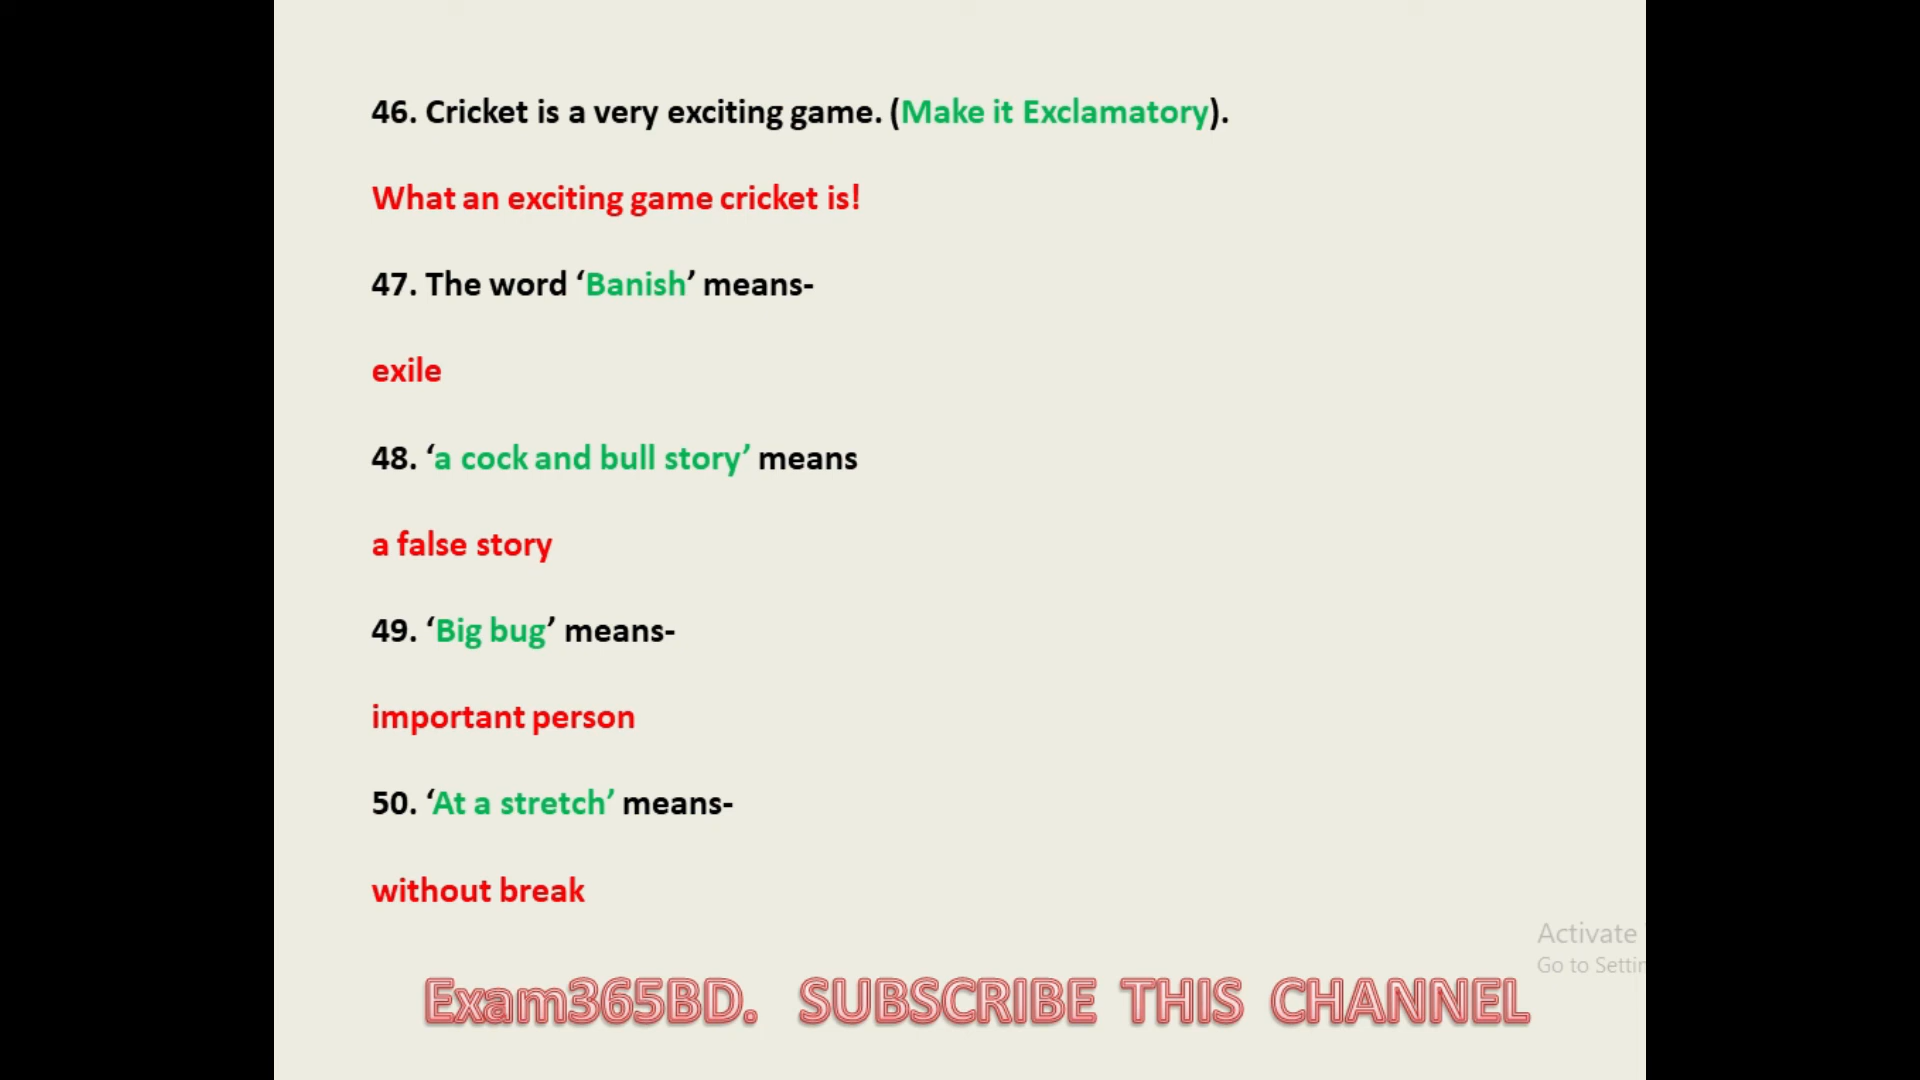 46. Cricket is a very exciting game. (Make it Exclamatory).
What an exciting game cricket is!
47. The word ‘Banish’ means-
exile
48. ‘a cock and bull story’ means
a false story
49. ‘Big bug’ means-
important person
50. ‘At a stretch’ means-
without break
Activate
Go to Settin
Exam365BD. SUBSCRIBE THIS CHANNEL